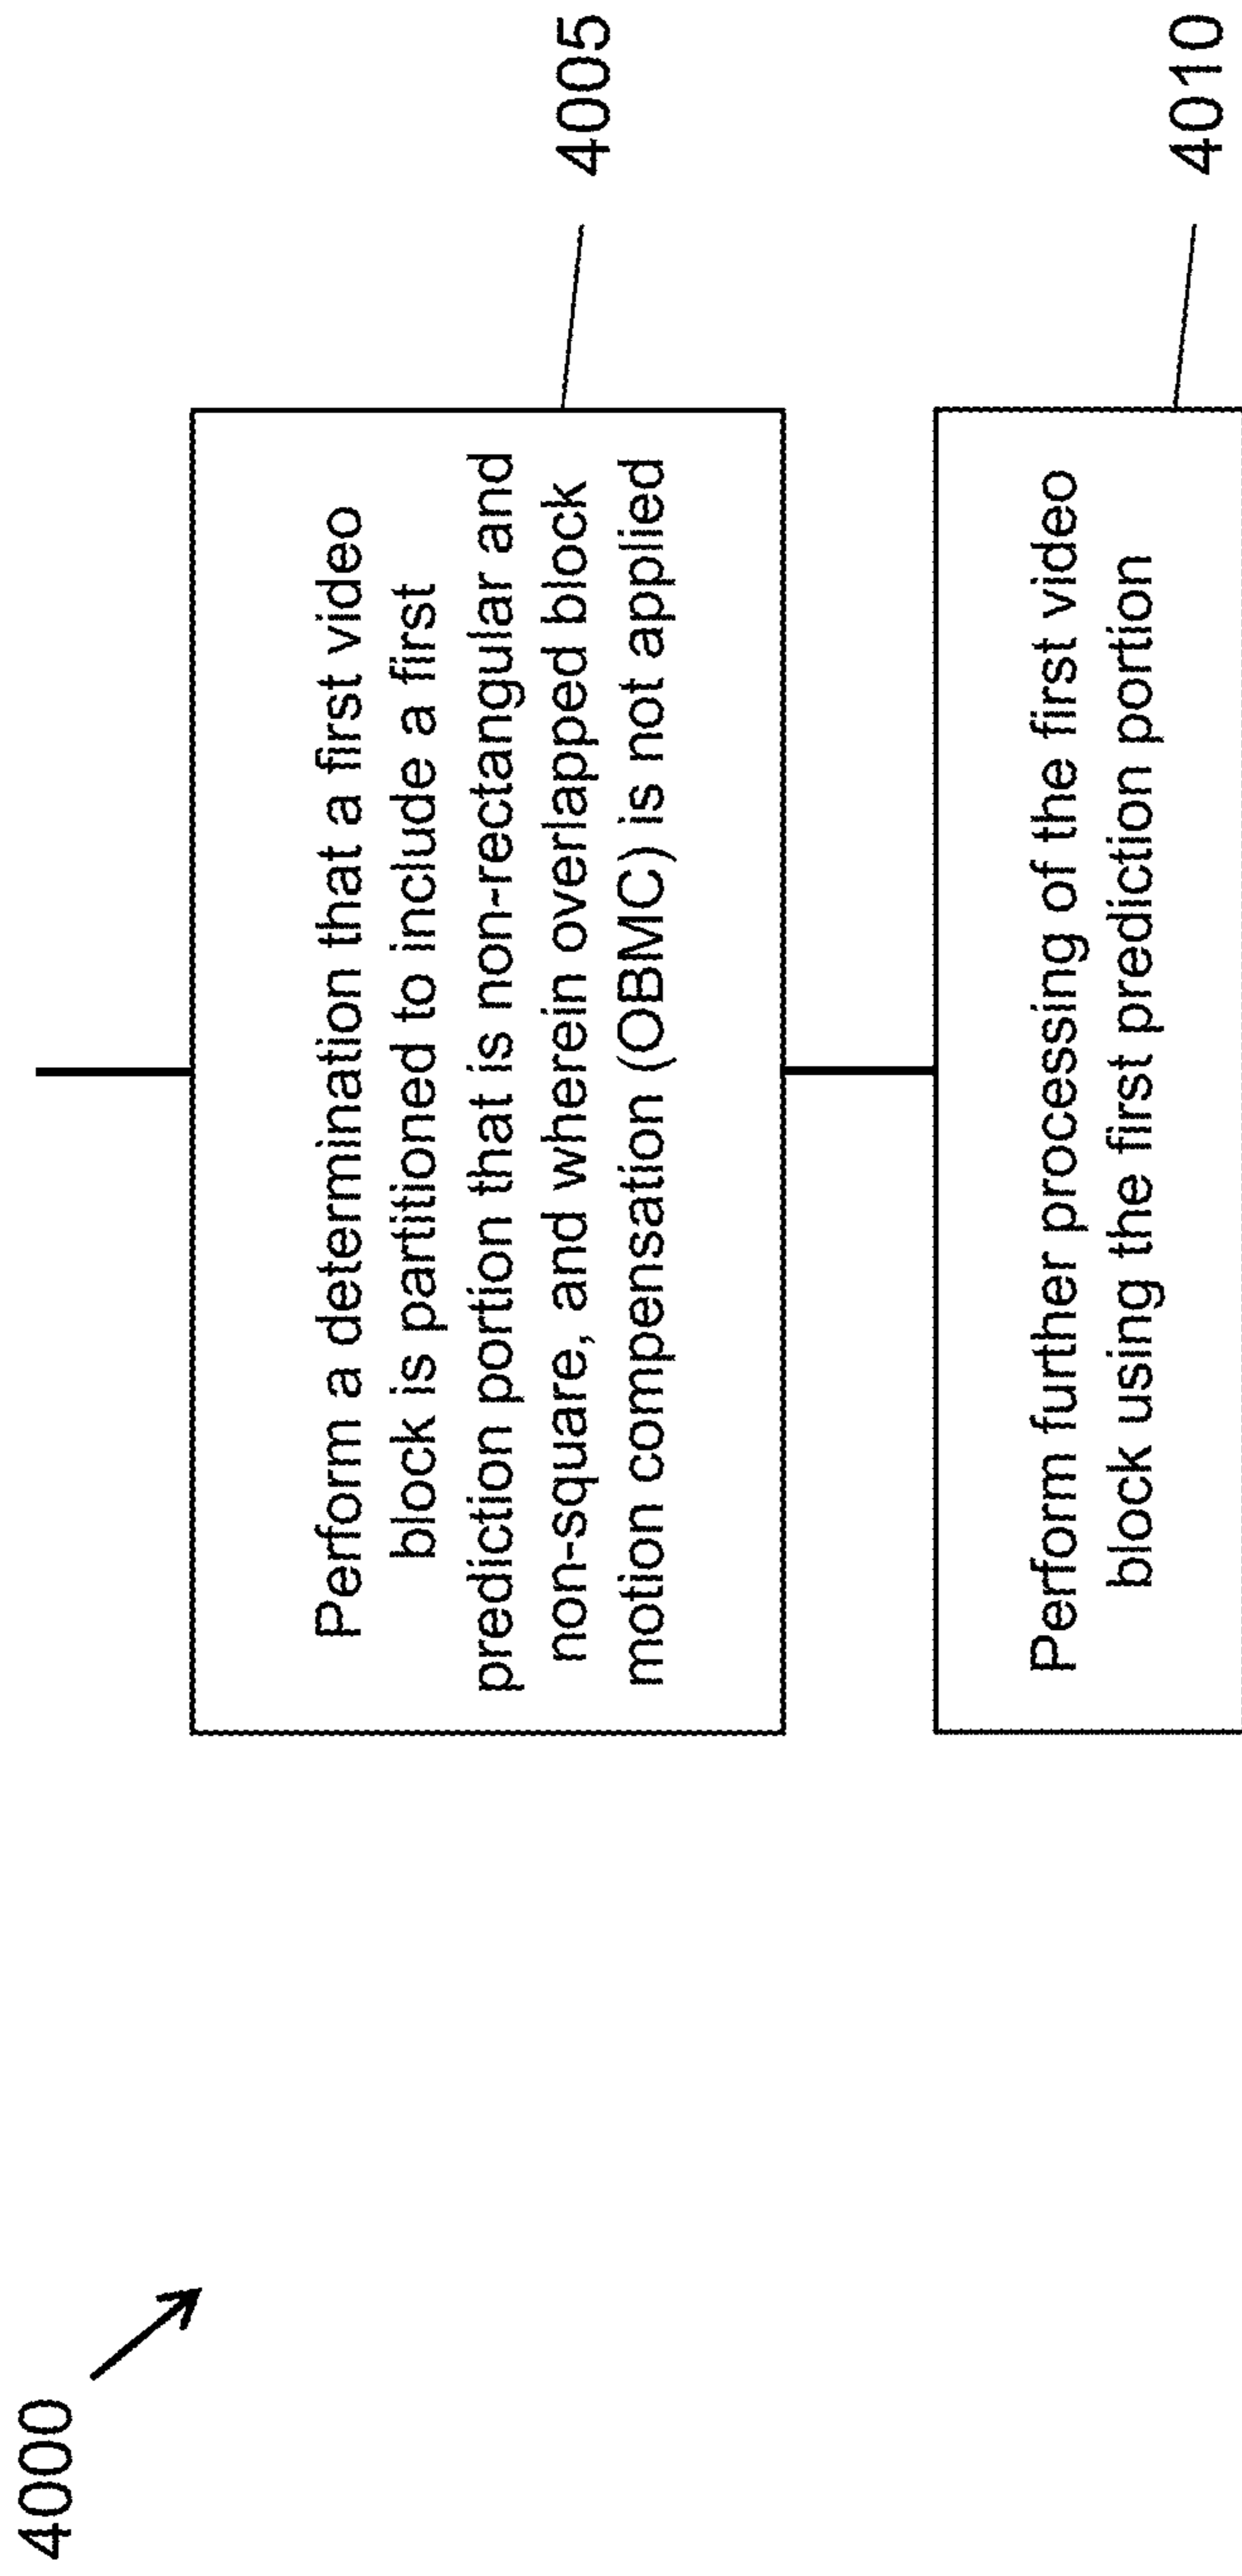 4000
Perform a determination that a first video
block is partitioned to include a first
prediction portion that is non-rectangular and
non-square, and wherein overlapped block
motion compensation (OBMC) is not applied
4005
Perform further processing of the first video
block using the first prediction portion
4010